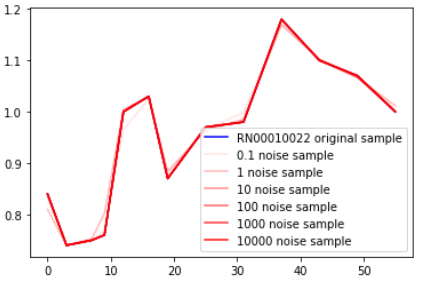 1.2
1.1
1.0
0.9
0.8
RN00010022 original sample
0.1 noise sample
1 noise sample
10 noise sample
100 noise sample
1000 noise sample
10000 noise sample
0 10 20 30 40 50